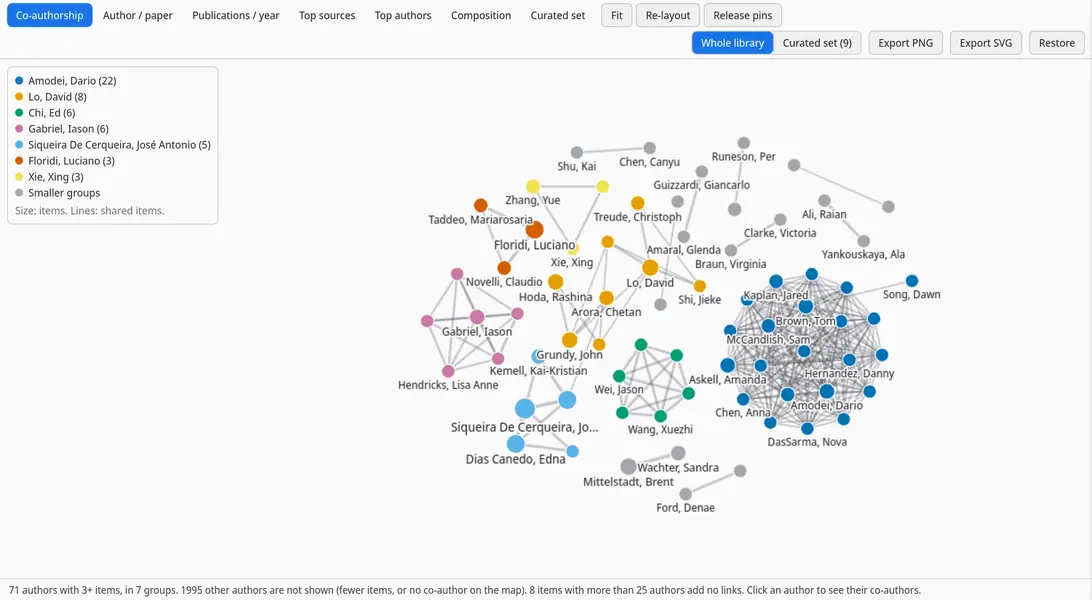 Co-authorship Author / paper Publications / year Top sources Top authors Composition Curated set Fit Re-layout Release pins
Whole library Curated set (9) Export PNG Export SVG Restore
Amodei, Dario (22)
Lo, David (8)
Chi, Ed (6)
Gabriel, Iason (6)
Siqueira De Cerqueira, José Antonio (5)
Floridi, Luciano (3)
Xie, Xing (3)
Smaller groups
Size: items. Lines: shared items.
Shu, Kai
Chen, Canyu
Runeson, Per
Guizzardi, Giancarlo
Zhang, Yue
Taddeo, Mariarosaria
Treude, Christoph
Ali, Raian
Clarke, Victoria
Floridi, Luciano
Amaral, Glenda
Yankouskaya, Ala
Xie, Xing
Braun, Virginia
Novelli, Claudio
Lo, David
Hoda, Rashina
Shi, Jieke
Kaplan, Jared
Song, Dawn
Arora, Chetan
Brown, Tom
Gabriel, Iason
McCandlish, Sam
Grundy, John
Kemell, Kai-Kristian
Hernandez, Danny
Askell, Amanda
Hendricks, Lisa Anne
Wei, Jason
Amodei, Dario
Chen, Anna
Siqueira De Cerqueira, Jo...
Wang, Xuezhi
DasSarma, Nova
Dias Canedo, Edna
Wachter, Sandra
Mittelstadt, Brent
Ford, Denae
71 authors with 3+ items, in 7 groups. 1995 other authors are not shown (fewer items, or no co-author on the map). 8 items with more than 25 authors add no links. Click an author to see their co-authors.